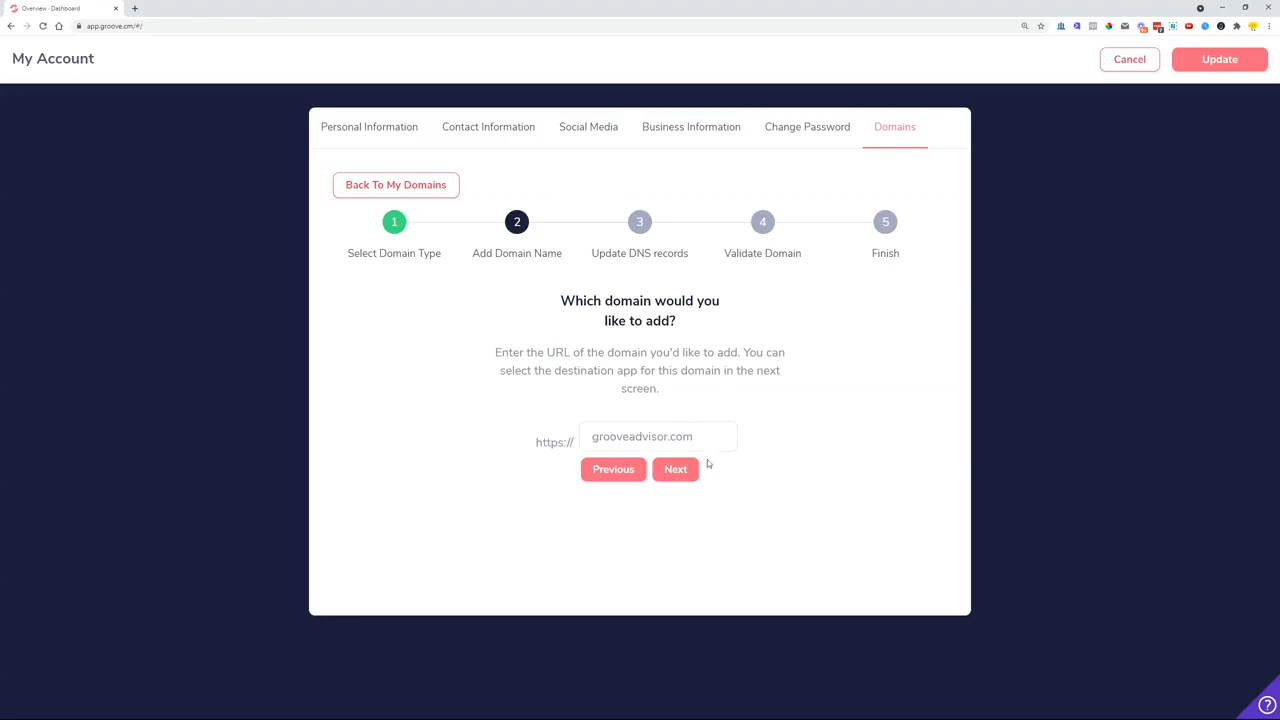 Overview - Dashboard
app.groove.cm/#/
My Account
Cancel
Update
Personal Information
Contact Information
Social Media
Business Information
Change Password
Domains
Back To My Domains
1
2
3
4
5
Select Domain Type
Add Domain Name
Update DNS records
Validate Domain
Finish
Which domain would you
like to add?
Enter the URL of the domain you'd like to add. You can
select the destination app for this domain in the next
screen.
https://
grooveadvisor.com
Previous
Next